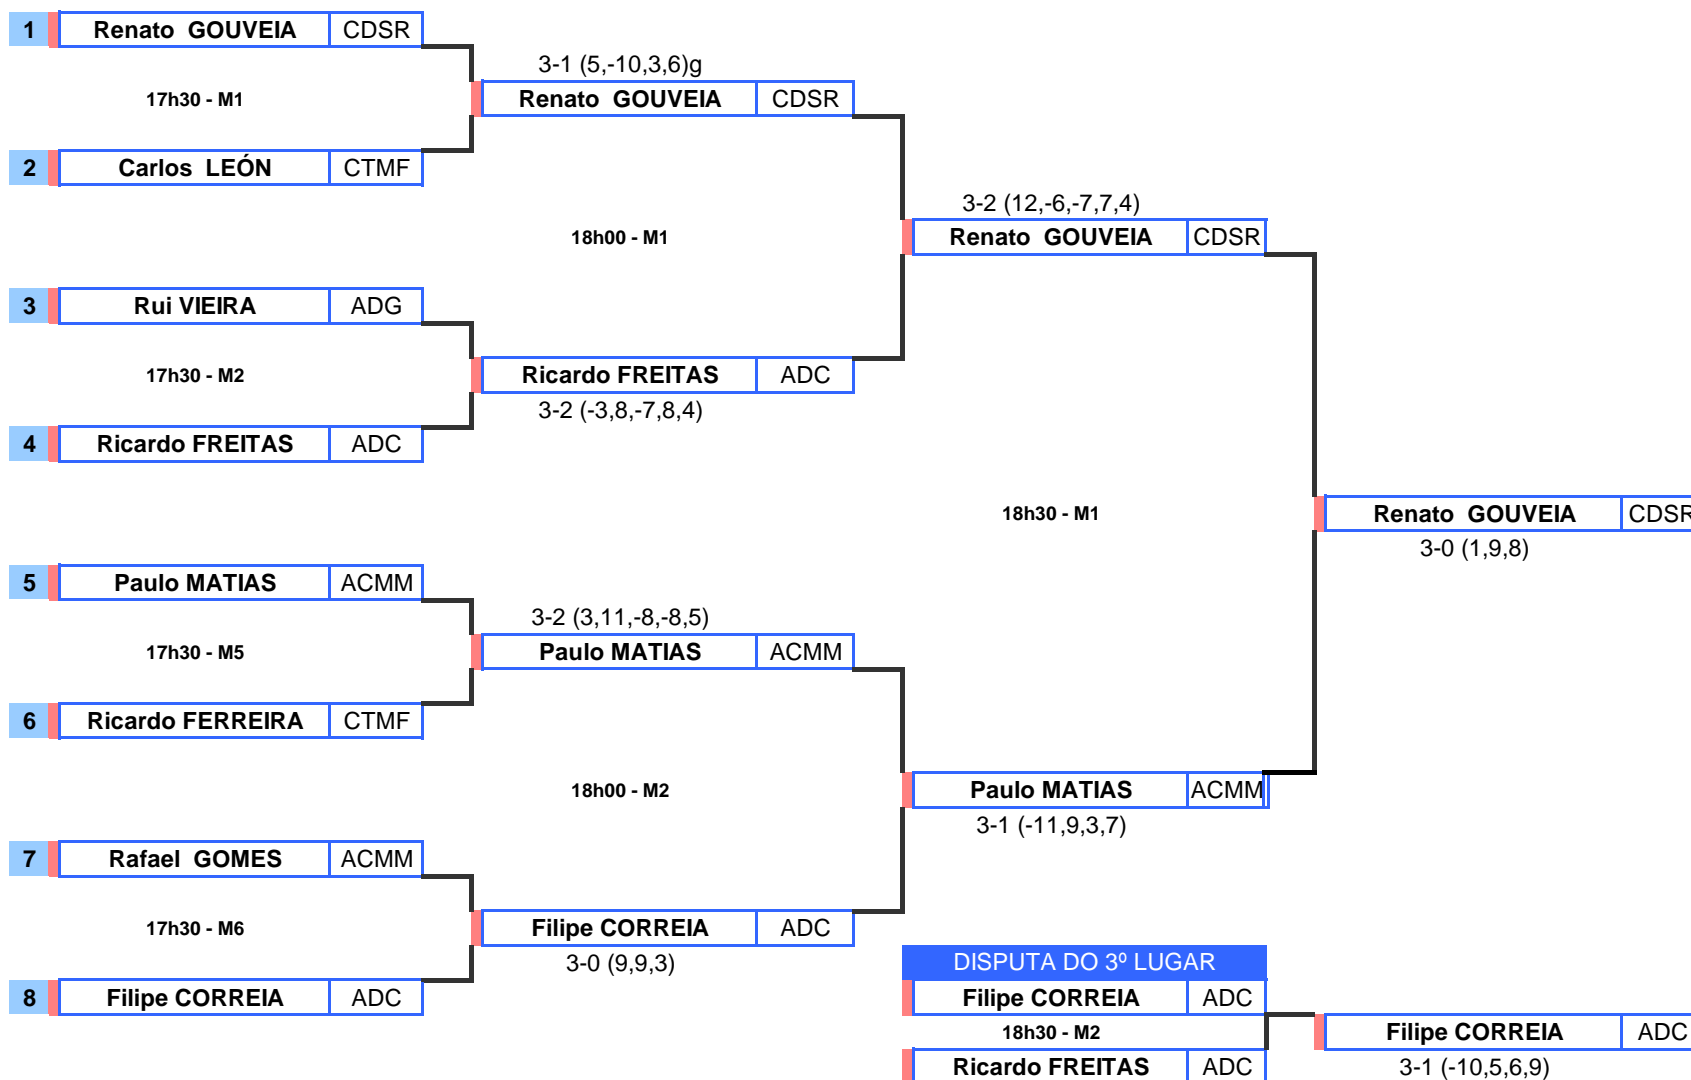 1 Renato GOUVEIA CDSR
3-1 (5,-10,3,6)g
17h30 - M1
Renato GOUVEIA CDSR
2 Carlos LEÓN CTMF
3-2 (12,-6,-7,7,4)
18h00 - M1
Renato GOUVEIA CDSR
3 Rui VIEIRA ADG
17h30 - M2
Ricardo FREITAS ADC
3-2 (-3,8,-7,8,4)
4 Ricardo FREITAS ADC
18h30 - M1
Renato GOUVEIA CDSR
3-0 (1,9,8)
5 Paulo MATIAS ACMM
3-2 (3,11,-8,-8,5)
17h30 - M5
Paulo MATIAS ACMM
6 Ricardo FERREIRA CTMF
18h00 - M2
Paulo MATIAS ACMM
3-1 (-11,9,3,7)
7 Rafael GOMES ACMM
17h30 - M6
Filipe CORREIA ADC
3-0 (9,9,3)
8 Filipe CORREIA ADC
DISPUTA DO 3º LUGAR
Filipe CORREIA ADC
18h30 - M2
Filipe CORREIA ADC
Ricardo FREITAS ADC
3-1 (-10,5,6,9)